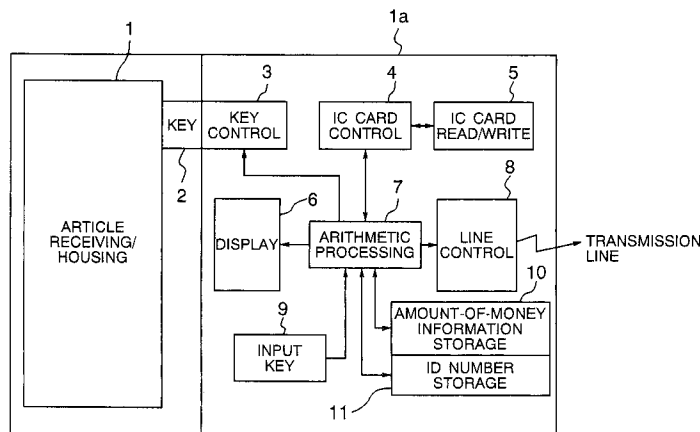 1a
1
3
4
5
KEY
KEY
CONTROL
IC CARD
CONTROL
IC CARD
READ/WRITE
2
6
7
8
ARTICLE
RECEIVING/
HOUSING
DISPLAY
ARITHMETIC
PROCESSING
LINE
CONTROL
TRANSMISSION
LINE
10
9
AMOUNT-OF-MONEY
INFORMATION
STORAGE
INPUT
KEY
ID NUMBER
STORAGE
11